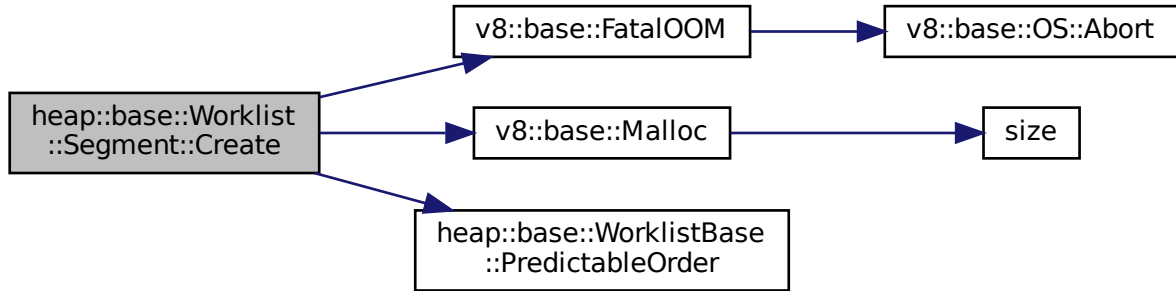 heap::base::Worklist
::Segment::Create
v8::base::FatalOOM
v8::base::OS::Abort
v8::base::Malloc
size
heap::base::WorklistBase
::PredictableOrder